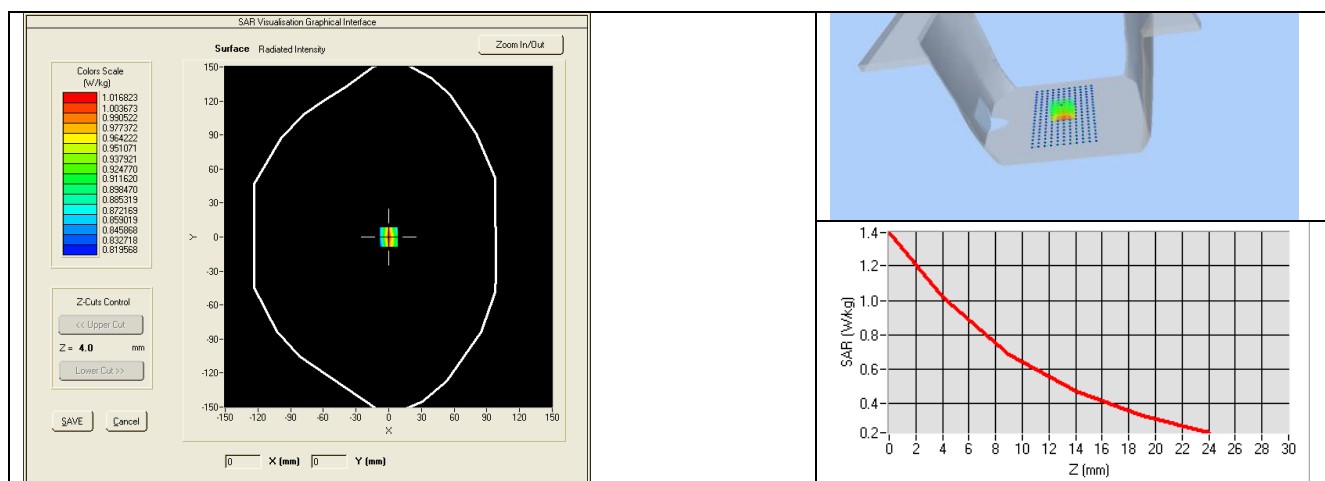 SAR Visualisation Graphical Interface
Surface Radiated Intensity
Zoom In/Out
Colors Scale
(W/kg)
1.016823
1.003673
0.990522
0.977372
0.964222
0.951071
0.937921
0.924770
0.911620
0.898470
0.885319
0.872169
0.859019
0.845868
0.832718
0.819568
Z-Cuts Control
<< Upper Cut
Z = 4.0 mm
Lower Cut >>
SAVE Cancel
150
120
90
60
30
0
-30
-60
-90
-120
-150
Y
-150 -120 -90 -60 -30 0 30 60 90 120 150
X
0 X (mm) 0 Y (mm)
1.4
1.2
1.0
0.8
0.6
0.4
0.2
SAR (W/kg)
0 2 4 6 8 10 12 14 16 18 20 22 24 26 28 30
Z (mm)